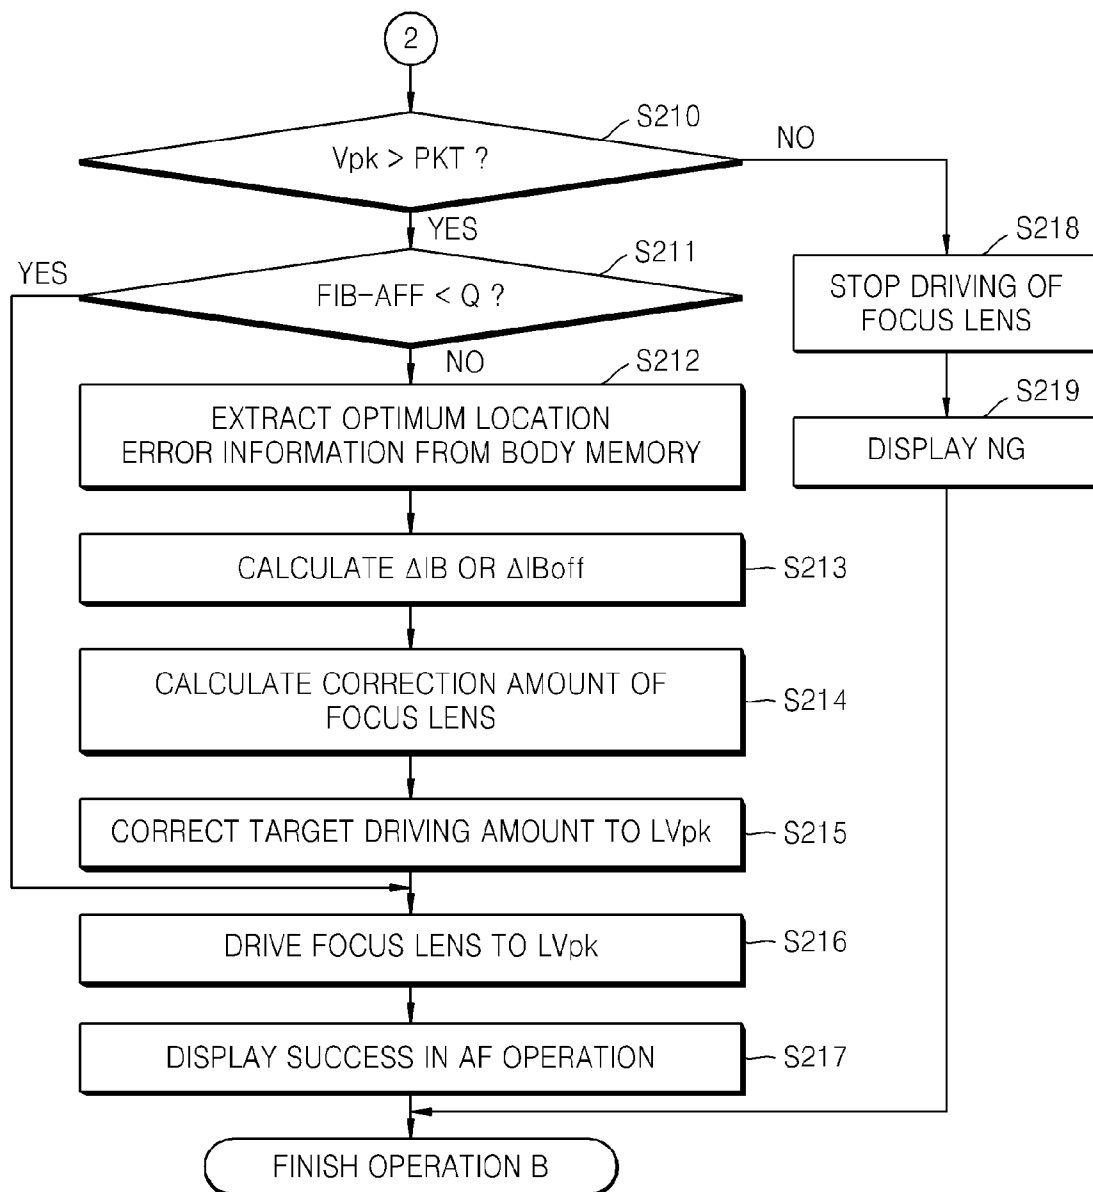 2
S210
Vpk > PKT ?
NO
YES
S211
YES
FIB-AFF < Q ?
NO
S218
STOP DRIVING OF
FOCUS LENS
S212
EXTRACT OPTIMUM LOCATION
ERROR INFORMATION FROM BODY MEMORY
S219
DISPLAY NG
CALCULATE ΔIB OR ΔIBoff
S213
CALCULATE CORRECTION AMOUNT OF
FOCUS LENS
S214
CORRECT TARGET DRIVING AMOUNT TO LVpk
S215
DRIVE FOCUS LENS TO LVpk
S216
DISPLAY SUCCESS IN AF OPERATION
S217
FINISH OPERATION B